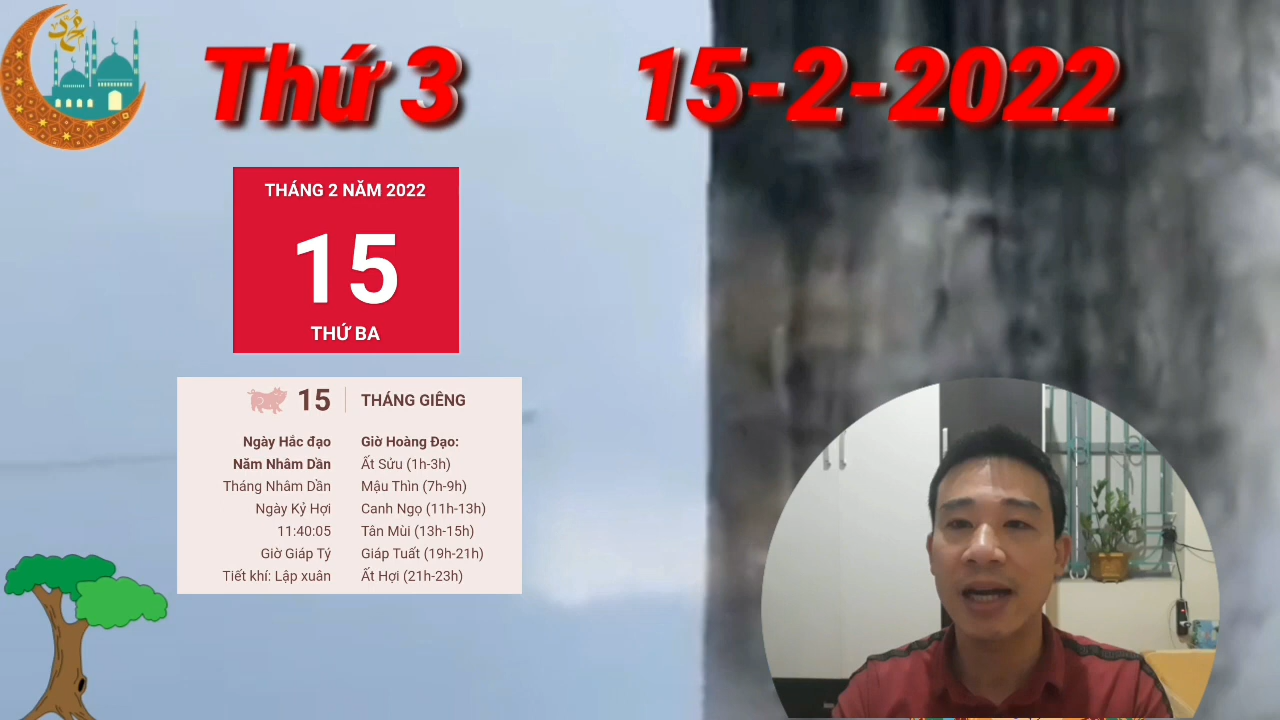 Thứ 3
15-2-2022
THÁNG 2 NĂM 2022
15
THỨ BA
15
THÁNG GIÊNG
Ngày Hắc đạo
Năm Nhâm Dần
Tháng Nhâm Dần
Ngày Kỷ Hợi
11:40:05
Giờ Giáp Tý
Tiết khí: Lập xuân
Giờ Hoàng Đạo:
Ất Sửu (1h-3h)
Mậu Thìn (7h-9h)
Canh Ngọ (11h-13h)
Tân Mùi (13h-15h)
Giáp Tuất (19h-21h)
Ất Hợi (21h-23h)